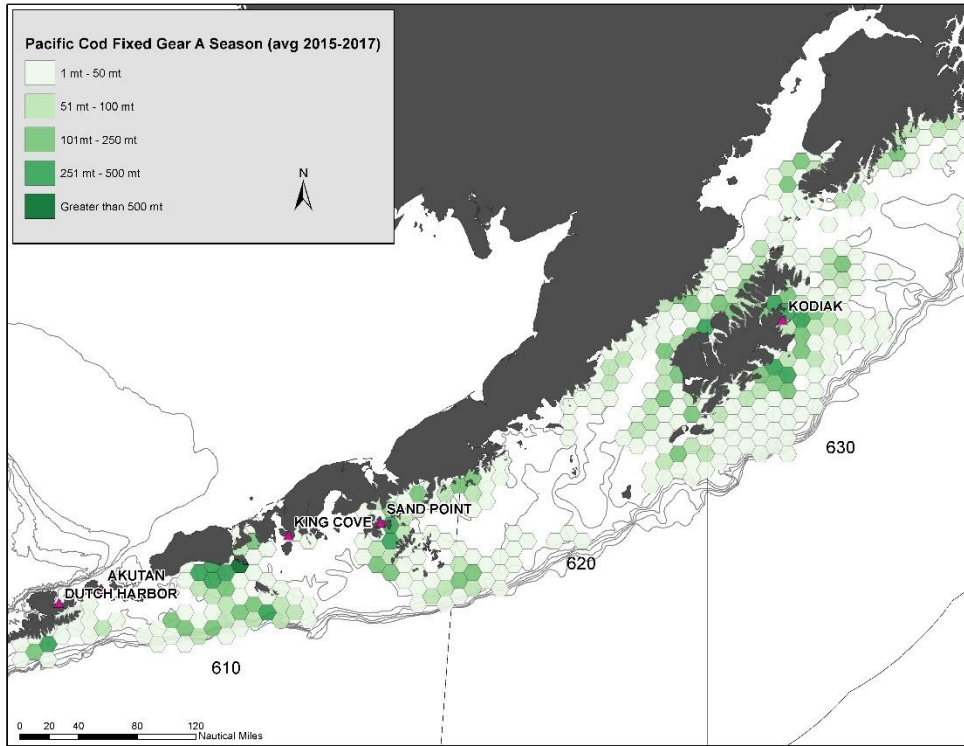 Pacific Cod Fixed Gear A Season (avg 2015-2017)
1 mt - 50 mt
51 mt - 100 mt
101mt - 250 mt
251 mt - 500 mt
Greater than 500 mt
N
KODIAK
630
SAND POINT
KING COVE
620
AKUTAN
DUTCH HARBOR
610
0 20 40 80 120
Nautical Miles